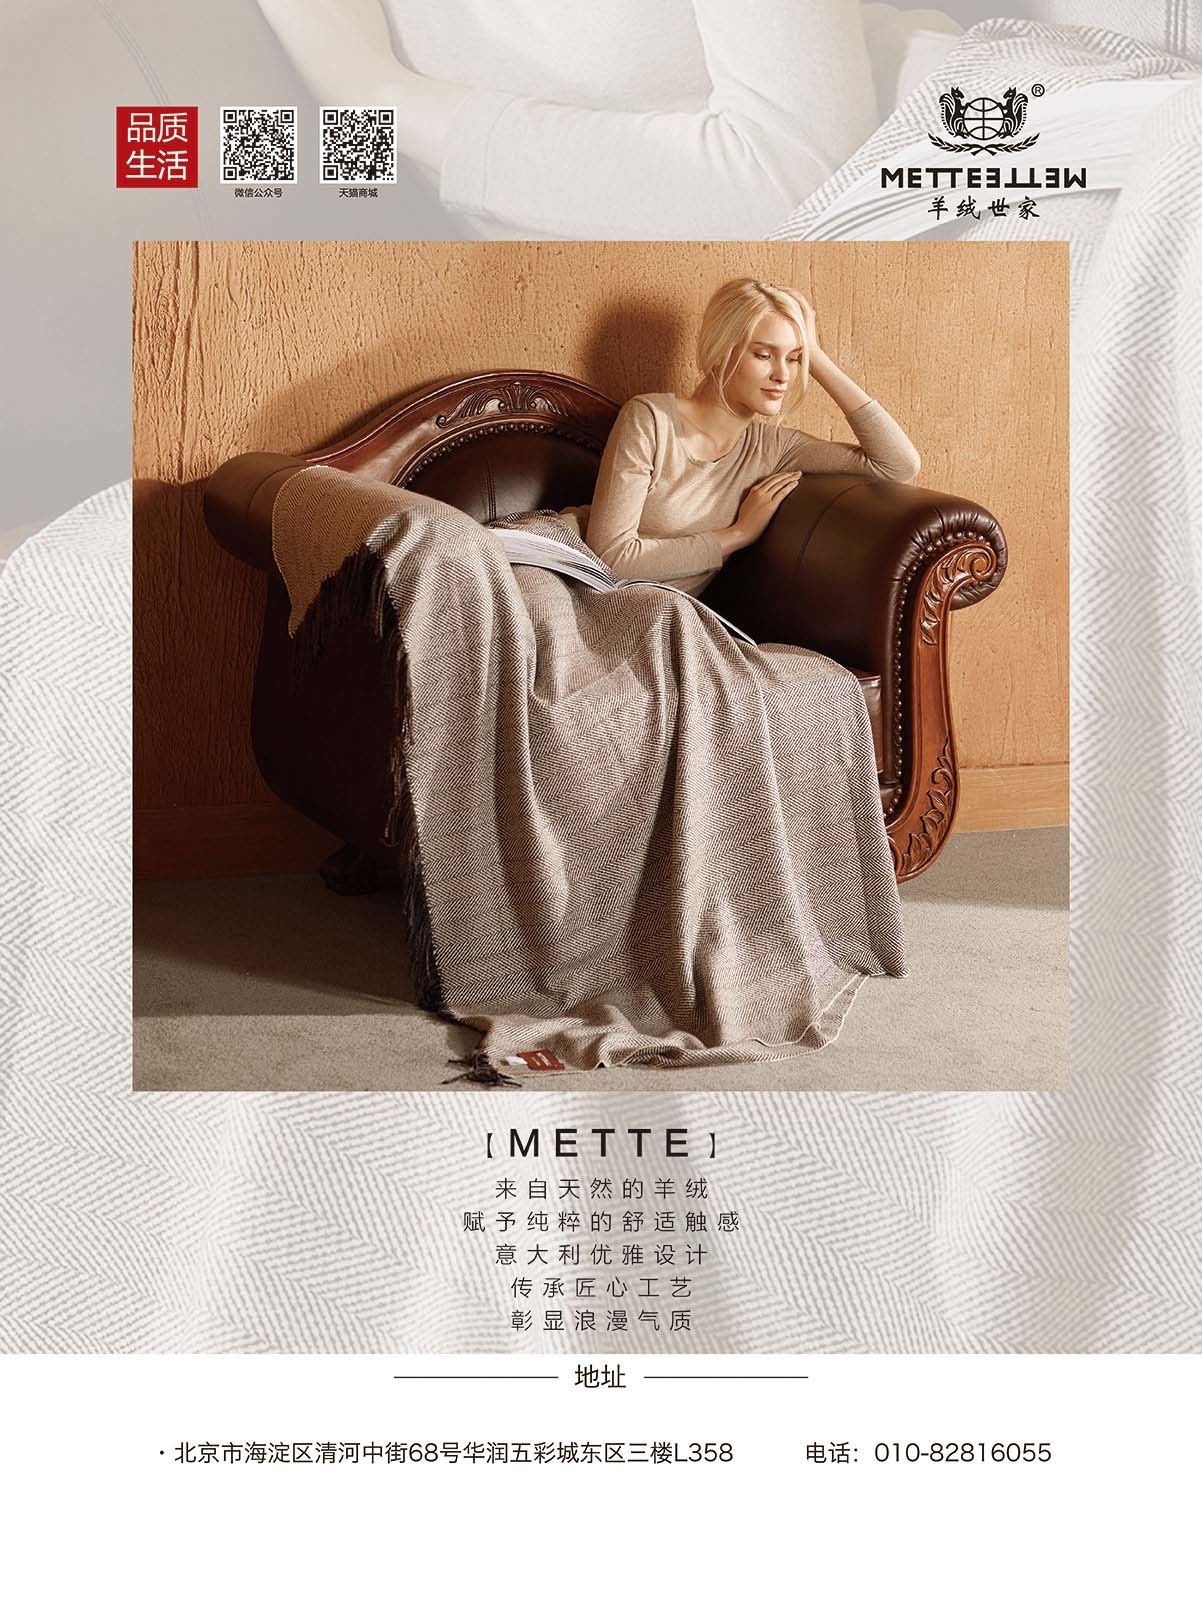 品质
生活
微信公众号
天猫商城
®
METTEETTEM
羊绒世家
【METTE】
来自天然的羊绒
赋予纯粹的舒适触感
意大利优雅设计
传承匠心工艺
彰显浪漫气质
地址
·北京市海淀区清河中街68号华润五彩城东区三楼L358 电话：010-82816055